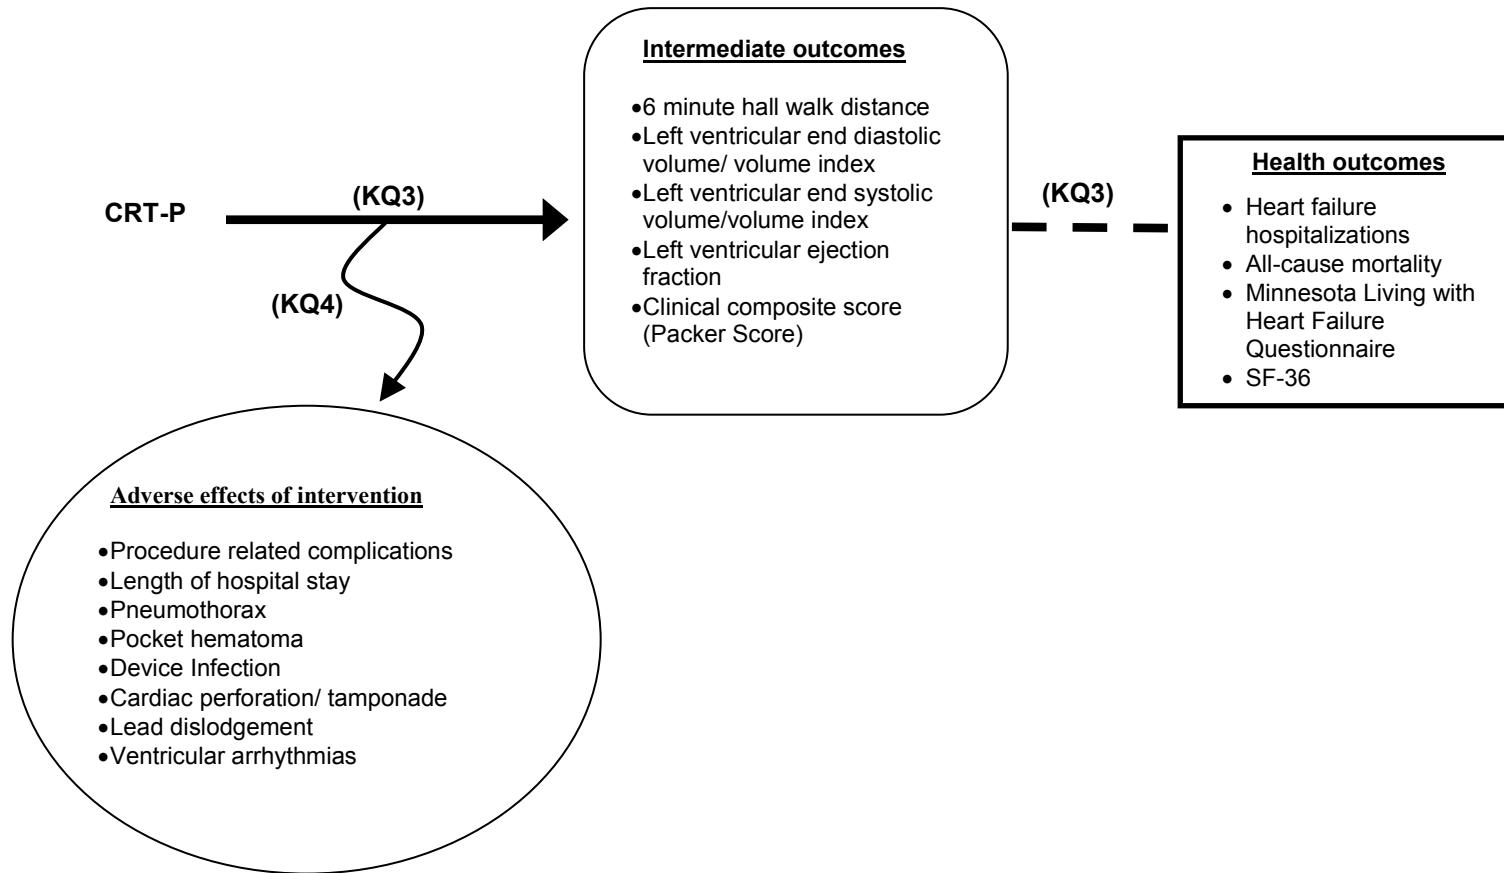 CRT-P
(KQ3)
(KQ4)
Intermediate outcomes
•6 minute hall walk distance
•Left ventricular end diastolic
volume/ volume index
•Left ventricular end systolic
volume/volume index
•Left ventricular ejection
fraction
•Clinical composite score
(Packer Score)
(KQ3)
Health outcomes
• Heart failure
hospitalizations
• All-cause mortality
• Minnesota Living with
Heart Failure
Questionnaire
• SF-36
Adverse effects of intervention
•Procedure related complications
•Length of hospital stay
•Pneumothorax
•Pocket hematoma
•Device Infection
•Cardiac perforation/ tamponade
•Lead dislodgement
•Ventricular arrhythmias